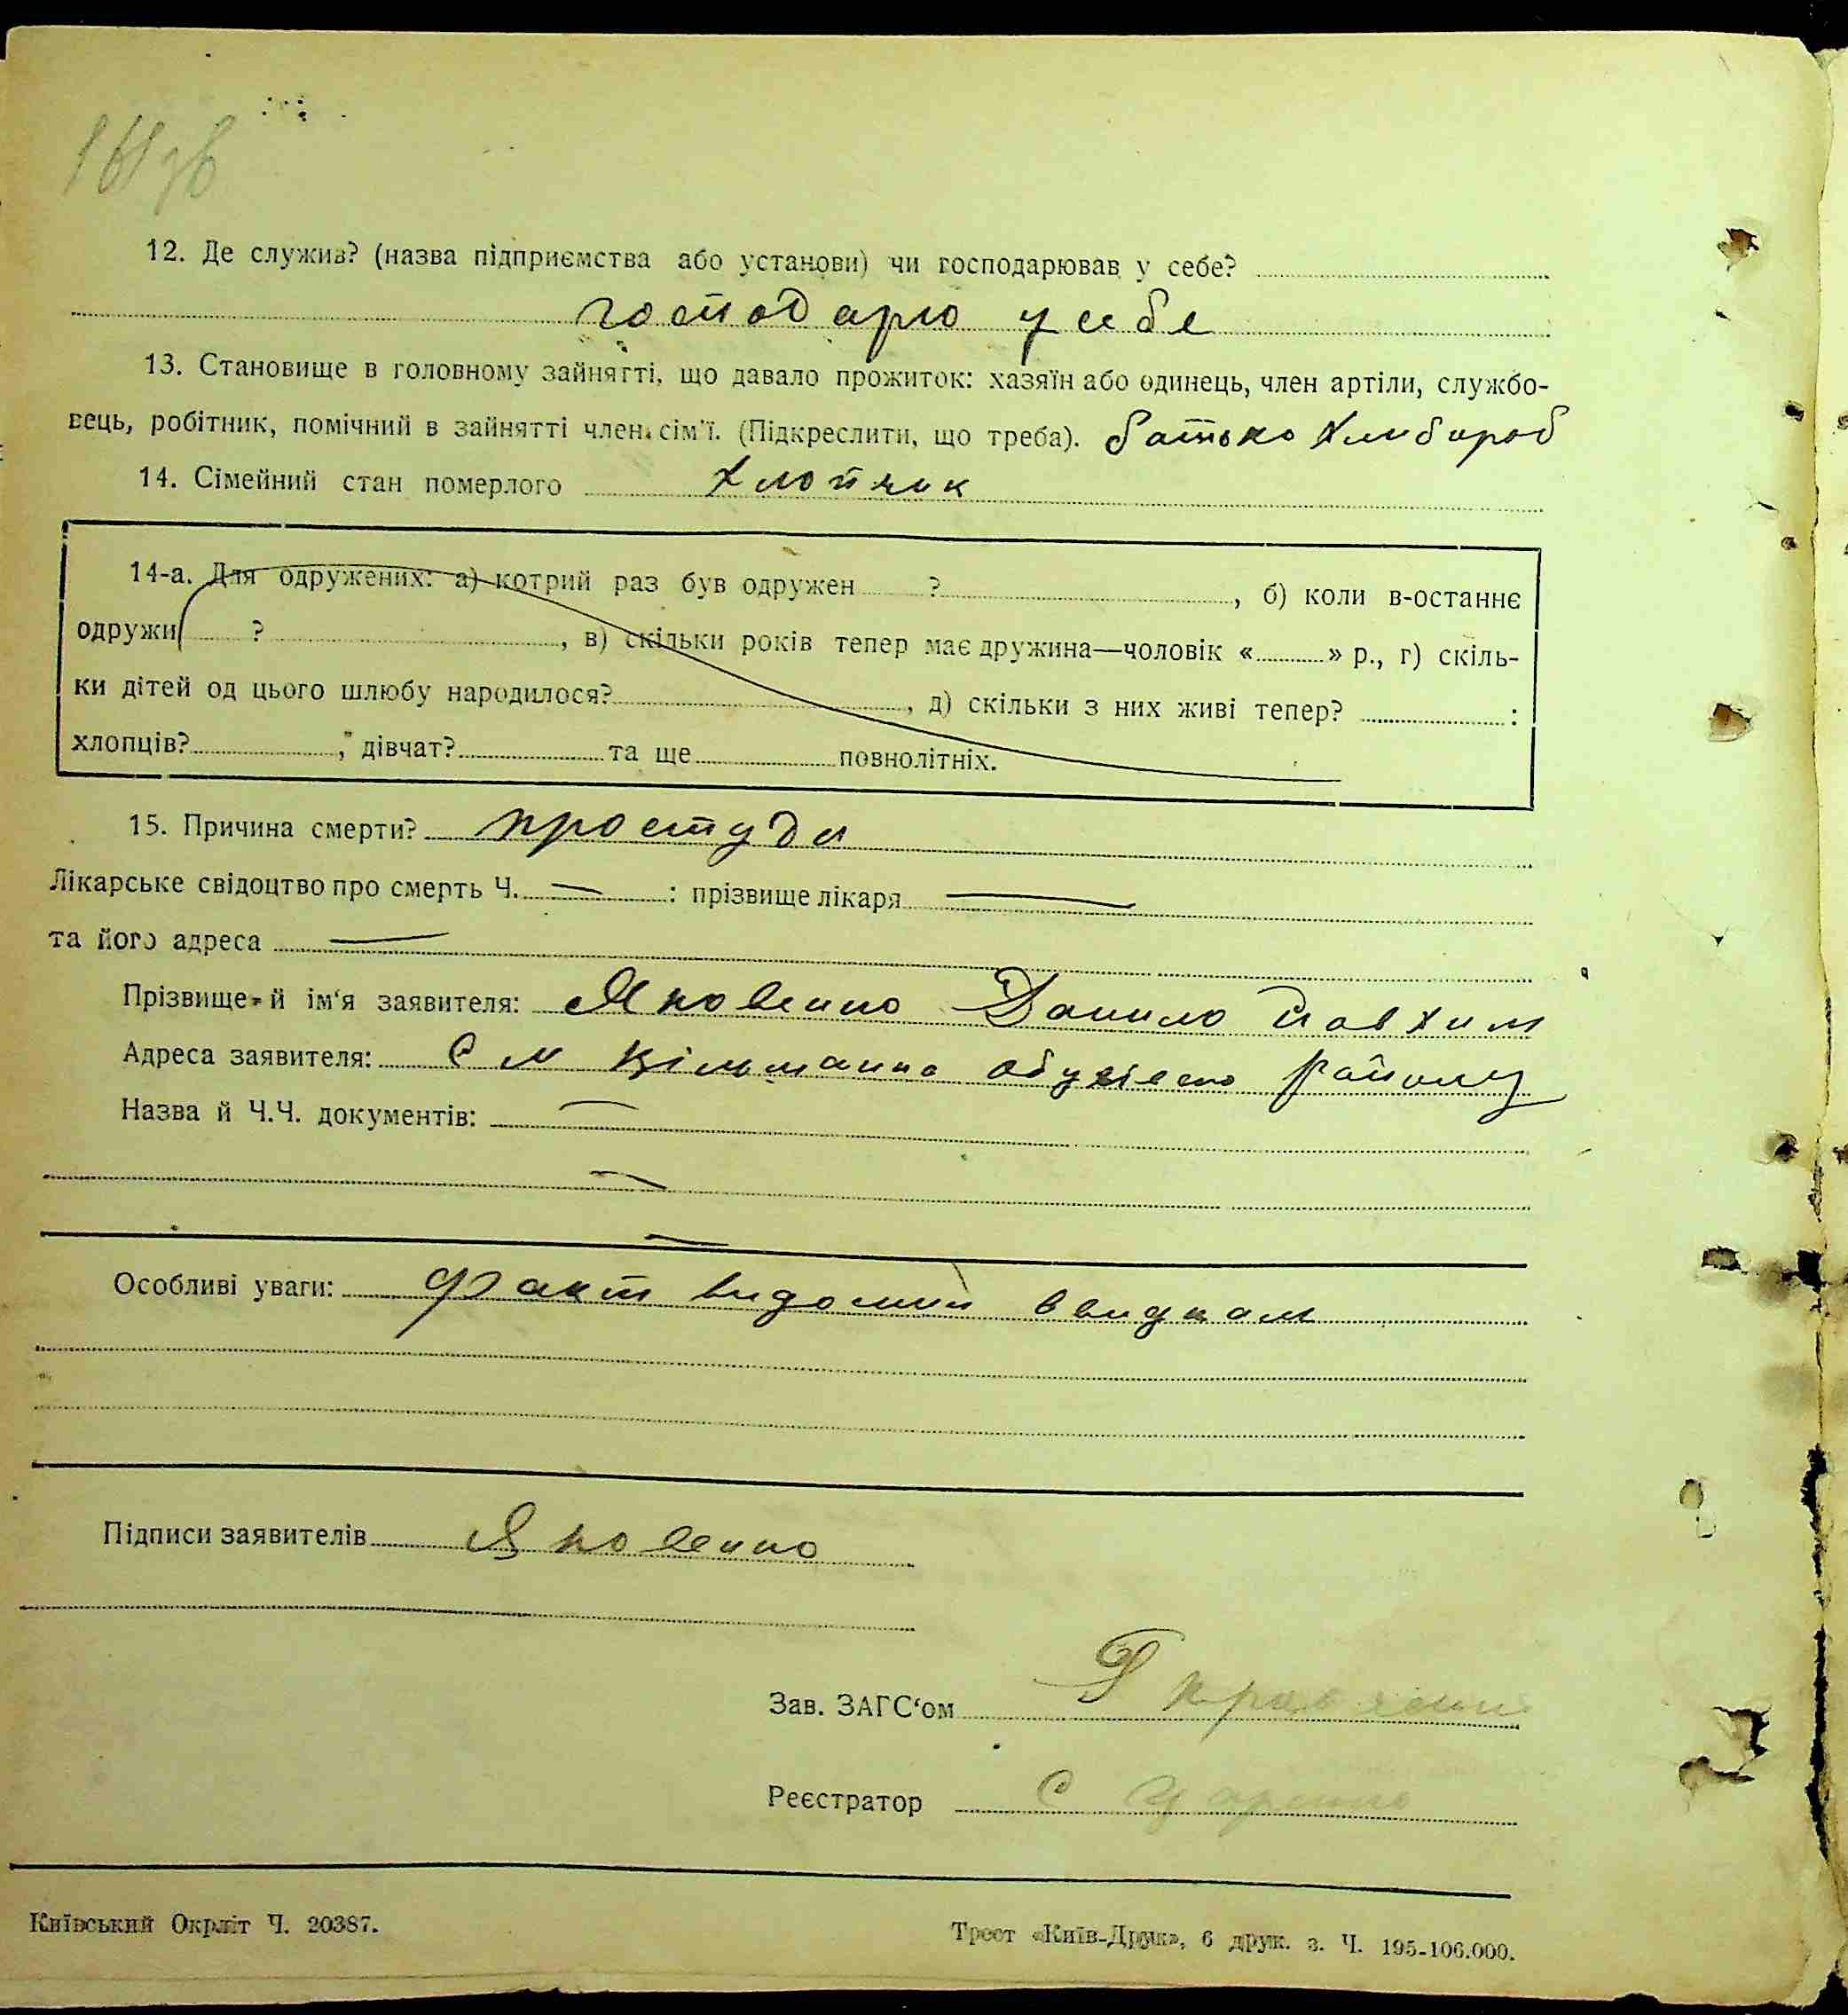 161 зв
12. Де служив? (назва підприємства або установи) чи господарював у себе?
господарю у себе
13. Становище в головному зайнятті, що давало прожиток: хазяїн або одинець, член артіли, службо-
вець, робітник, помічний в зайнятті член сім'ї. (Підкреслити, що треба). батько хлибороб
14. Сімейний стан померлого хлопчик
14-а. Для одружених: а) котрий раз був одружен ? , б) коли в-останнє
одружи ? , в) скільки років тепер має дружина—чоловік « » р., г) скіль-
ки дітей од цього шлюбу народилося? , д) скільки з них живі тепер? :
хлопців? , дівчат? та ще повнолітніх.
15. Причина смерти? простуда
Лікарське свідоцтво про смерть Ч. — : прізвище лікаря —
та його адреса —
Прізвище й ім'я заявителя: Яковенко Данило Явхим
Адреса заявителя: С М району
Назва й Ч.Ч. документів: —
—
—
Особливі уваги: Факт видомий свидкам
Підписи заявителів Яковенко
Зав. ЗАГС'ом
Реєстратор С
Київський Окрліт Ч. 20387.
Трест «Київ-Друк», 6 друк. з. Ч. 195-106.000.